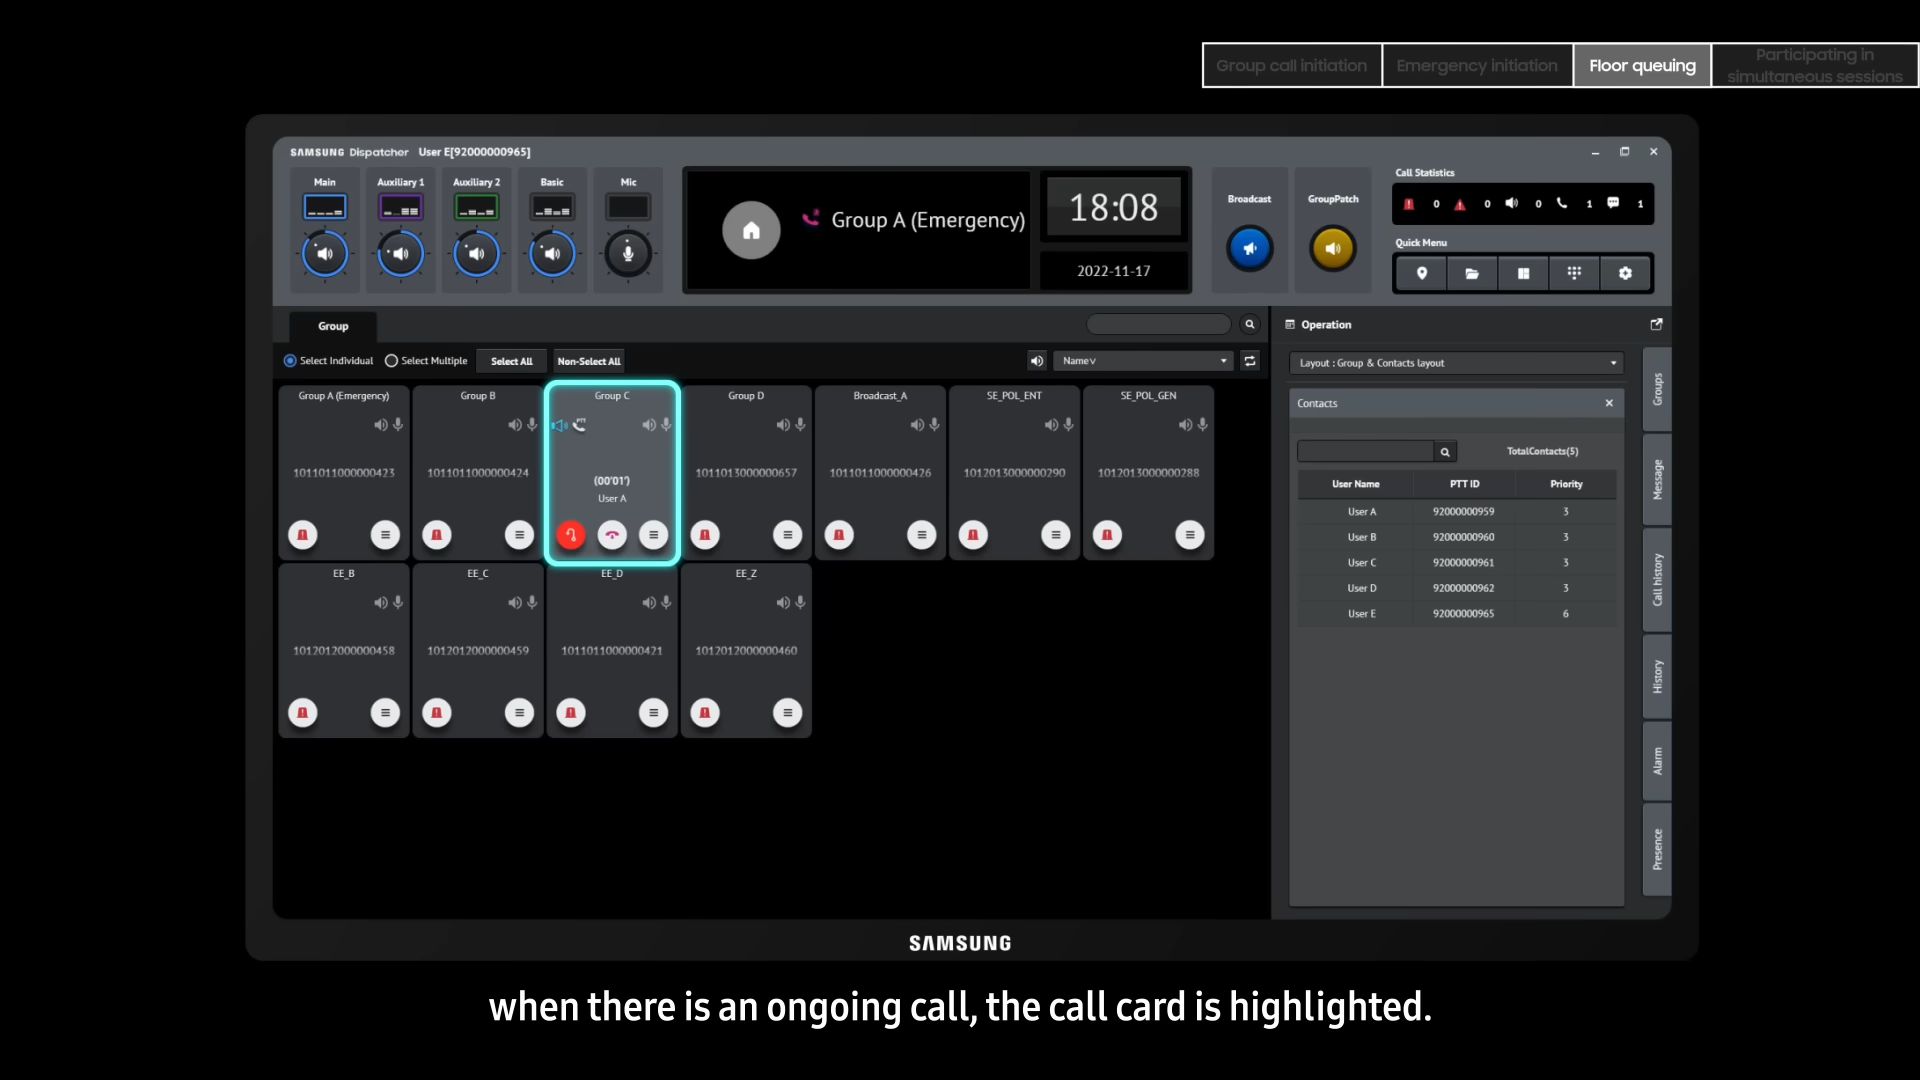 Group call initiation
Emergency initiation
Floor queuing
Participating in
simultaneous sessions
SAMSUNG Dispatcher User E[92000000965]
Main
Auxiliary 1
Auxiliary 2
Basic
Mic
Group A (Emergency)
18:08
2022-11-17
Broadcast
GroupPatch
Call Statistics
0 0 0 1 1
Quick Menu
Group
Select Individual
Select Multiple
Select All
Non-Select All
Name∨
Group A (Emergency)
1011011000000423
Group B
1011011000000424
Group C
(00'01')
User A
Group D
1011013000000657
Broadcast_A
1011011000000426
SE_POL_ENT
1012013000000290
SE_POL_GEN
1012013000000288
EE_B
1012012000000458
EE_C
1012012000000459
EE_D
1011011000000421
EE_Z
1012012000000460
Operation
Layout : Group & Contacts layout
Contacts
TotalContacts(5)
User Name PTT ID Priority
User A 92000000959 3
User B 92000000960 3
User C 92000000961 3
User D 92000000962 3
User E 92000000965 6
Groups
Message
Call history
History
Alarm
Presence
SAMSUNG
when there is an ongoing call, the call card is highlighted.